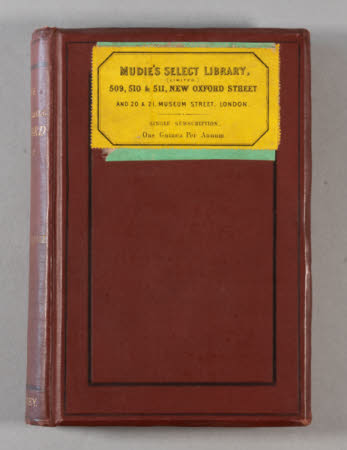 MUDIE'S SELECT LIBRARY,
(LIMITED.)
509, 510 & 511, NEW OXFORD STREET
AND 20 & 21, MUSEUM STREET, LONDON.
SINGLE SUBSCRIPTION,
One Guinea Per Annum.